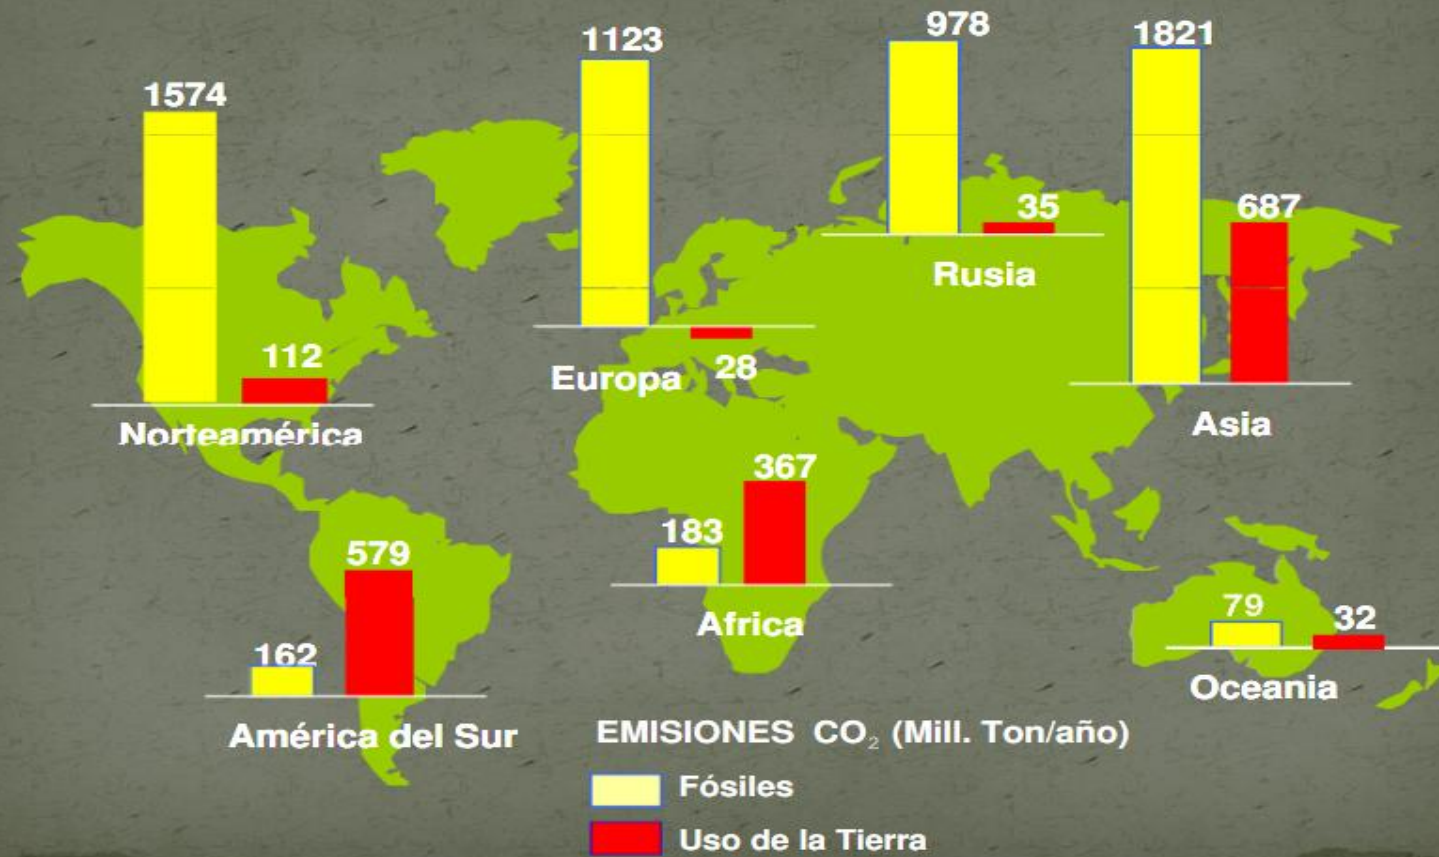 1574
112
Norteamérica
1123
28
Europa
978
35
Rusia
1821
687
Asia
162
579
América del Sur
183
367
Africa
79
32
Oceania
EMISIONES CO₂ (Mill. Ton/año)
Fósiles
Uso de la Tierra